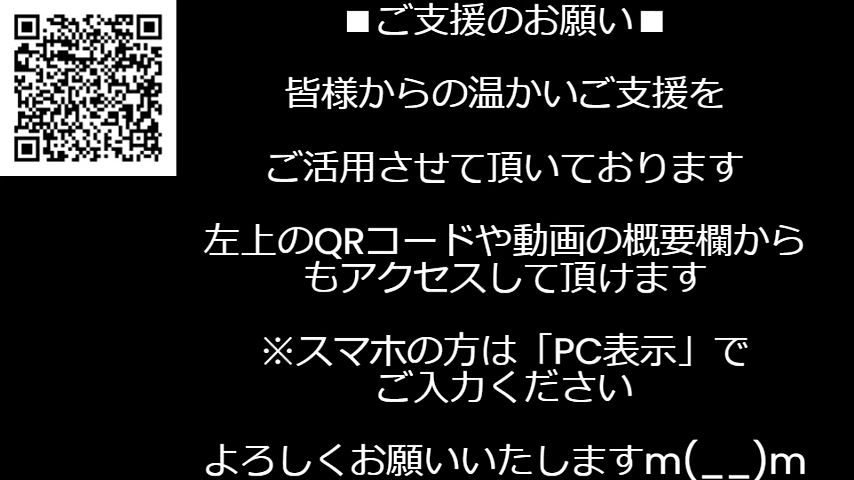 ■ご支援のお願い■
皆様からの温かいご支援を
ご活用させて頂いております
左上のQRコードや動画の概要欄から
もアクセスして頂けます
※スマホの方は「PC表示」で
ご入力ください
よろしくお願いいたしますm(__)m